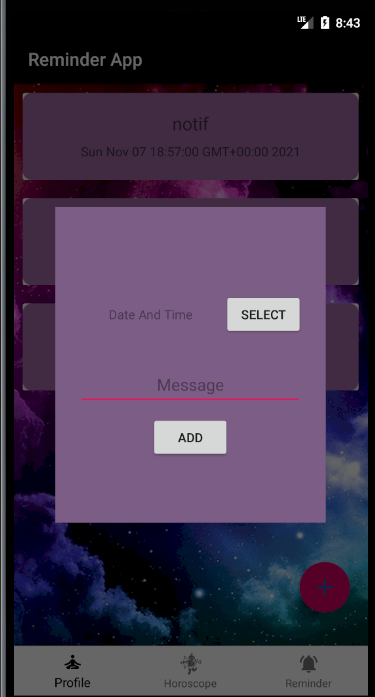 LTE 8:43
Reminder App
notif
Sun Nov 07 18:57:00 GMT+00:00 2021
Date And Time SELECT
Message
ADD
+
Profile Horoscope Reminder